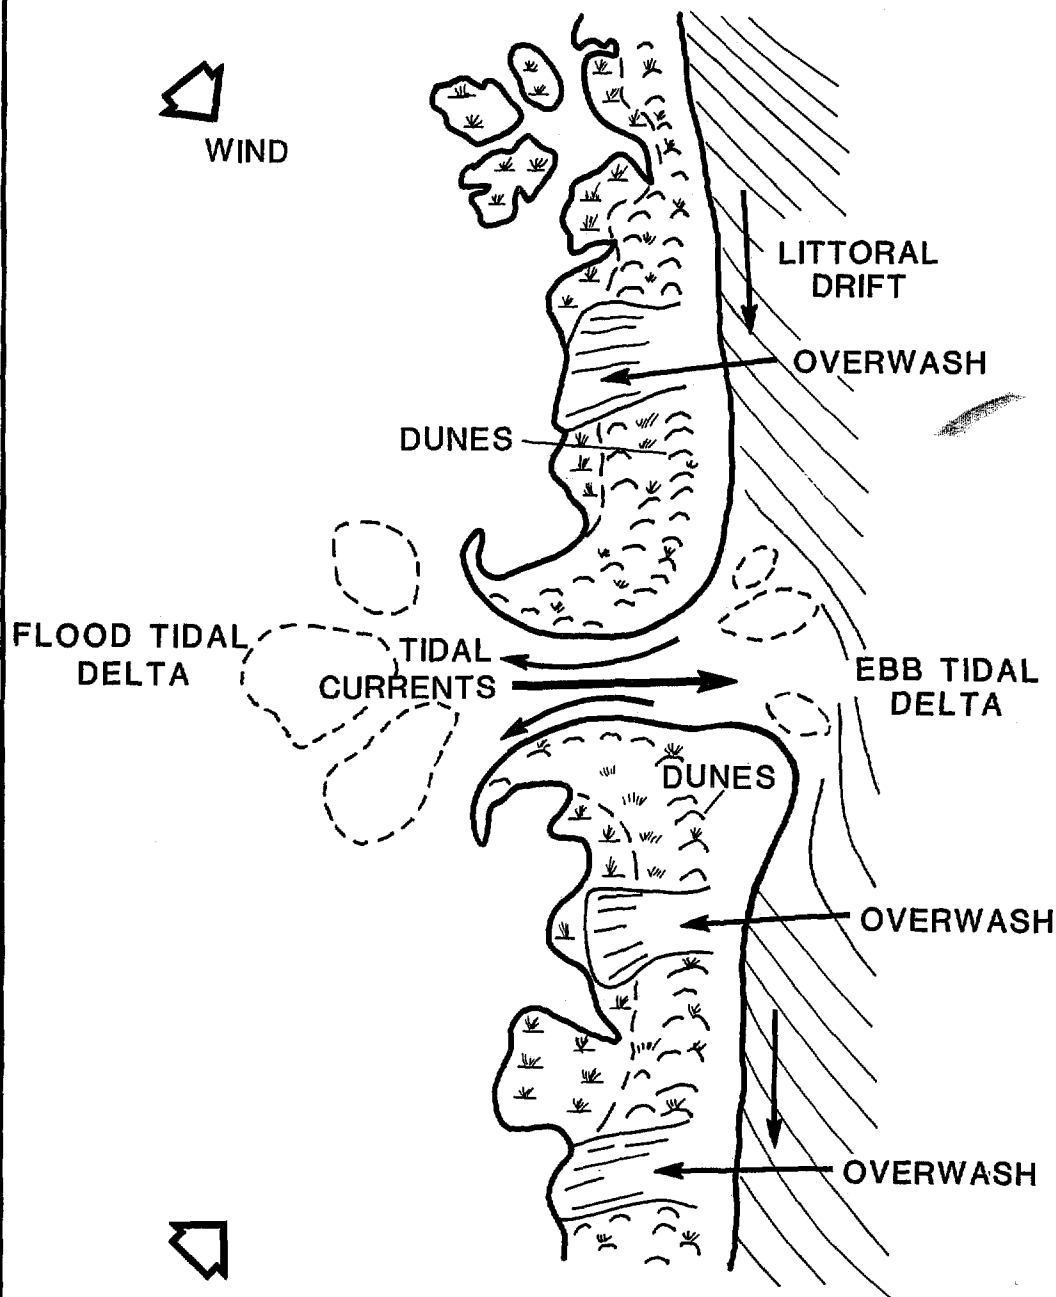 WIND
LITTORAL
DRIFT
OVERWASH
DUNES
FLOOD TIDAL
DELTA
TIDAL
CURRENTS
EBB TIDAL
DELTA
DUNES
OVERWASH
OVERWASH